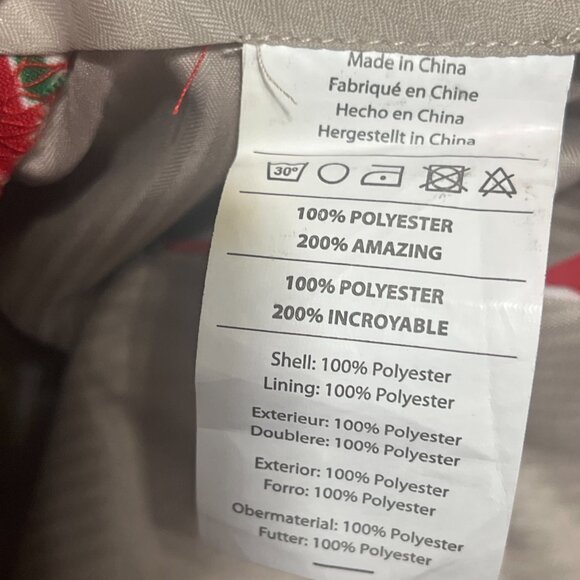 Made in China
Fabriqué en Chine
Hecho en China
Hergestellt in China
30°
100% POLYESTER
200% AMAZING
100% POLYESTER
200% INCROYABLE
Shell: 100% Polyester
Lining: 100% Polyester
Exterieur: 100% Polyester
Doublere: 100% Polyester
Exterior: 100% Polyester
Forro: 100% Polyester
Obermaterial: 100% Polyester
Futter: 100% Polyester